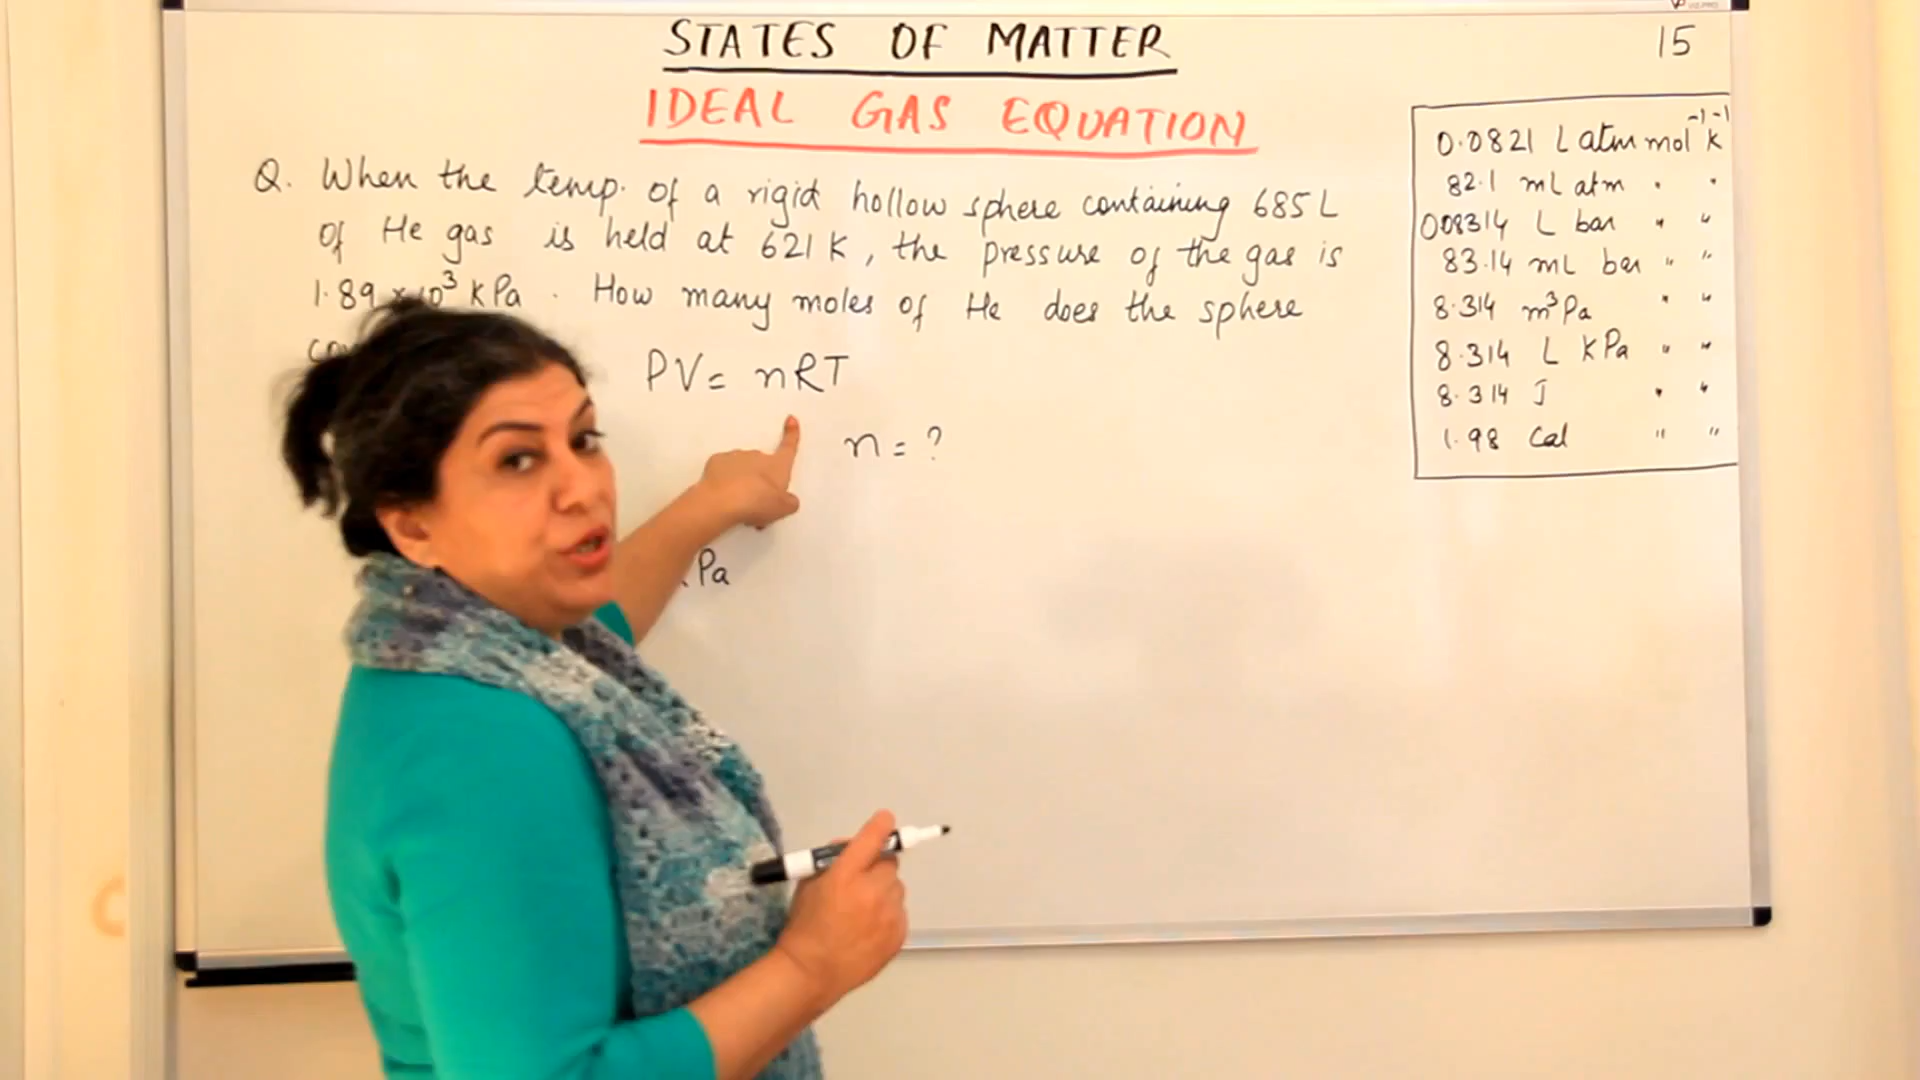 STATES OF MATTER
15
IDEAL GAS EQUATION
Q. When the temp. of a rigid hollow sphere containing 685 L
of He gas is held at 621 K, the pressure of the gas is
1.89 × 10³ kPa. How many moles of He does the sphere
PV = nRT
n = ?
Pa
0.0821 L atm mol⁻¹ K⁻¹
82.1 mL atm " "
0.08314 L bar " "
83.14 mL bar " "
8.314 m³ Pa " "
8.314 L KPa " "
8.314 J " "
1.98 Cal " "